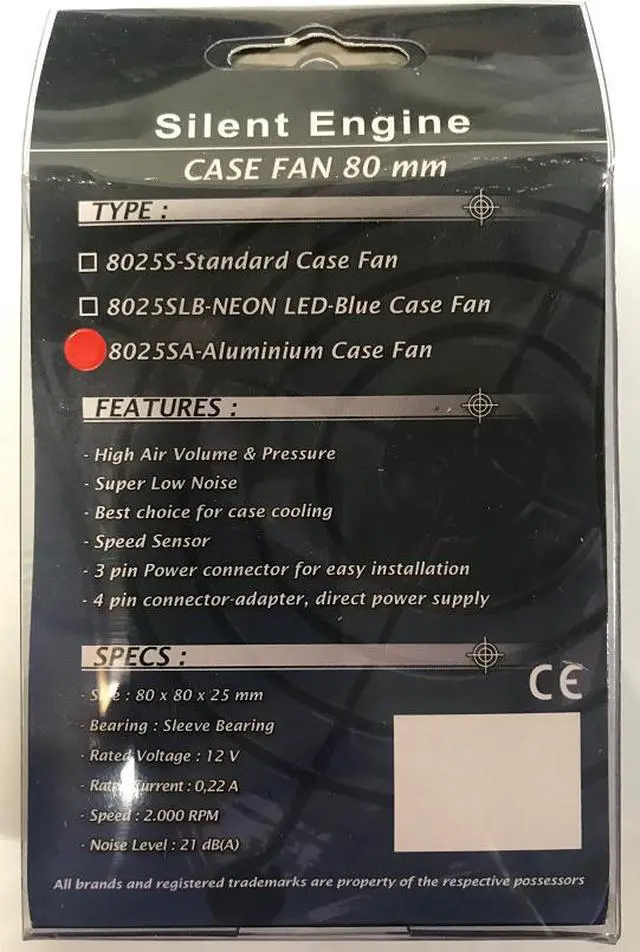 Silent Engine
CASE FAN 80 mm
TYPE :
8025S-Standard Case Fan
8025SLB-NEON LED-Blue Case Fan
8025SA-Aluminium Case Fan
FEATURES :
- High Air Volume & Pressure
- Super Low Noise
- Best choice for case cooling
- Speed Sensor
- 3 pin Power connector for easy installation
- 4 pin connector-adapter, direct power supply
SPECS :
CE
- Size : 80 x 80 x 25 mm
- Bearing : Sleeve Bearing
- Rated Voltage : 12 V
- Rated Current : 0,22 A
- Speed : 2.000 RPM
- Noise Level : 21 dB(A)
All brands and registered trademarks are property of the respective possessors